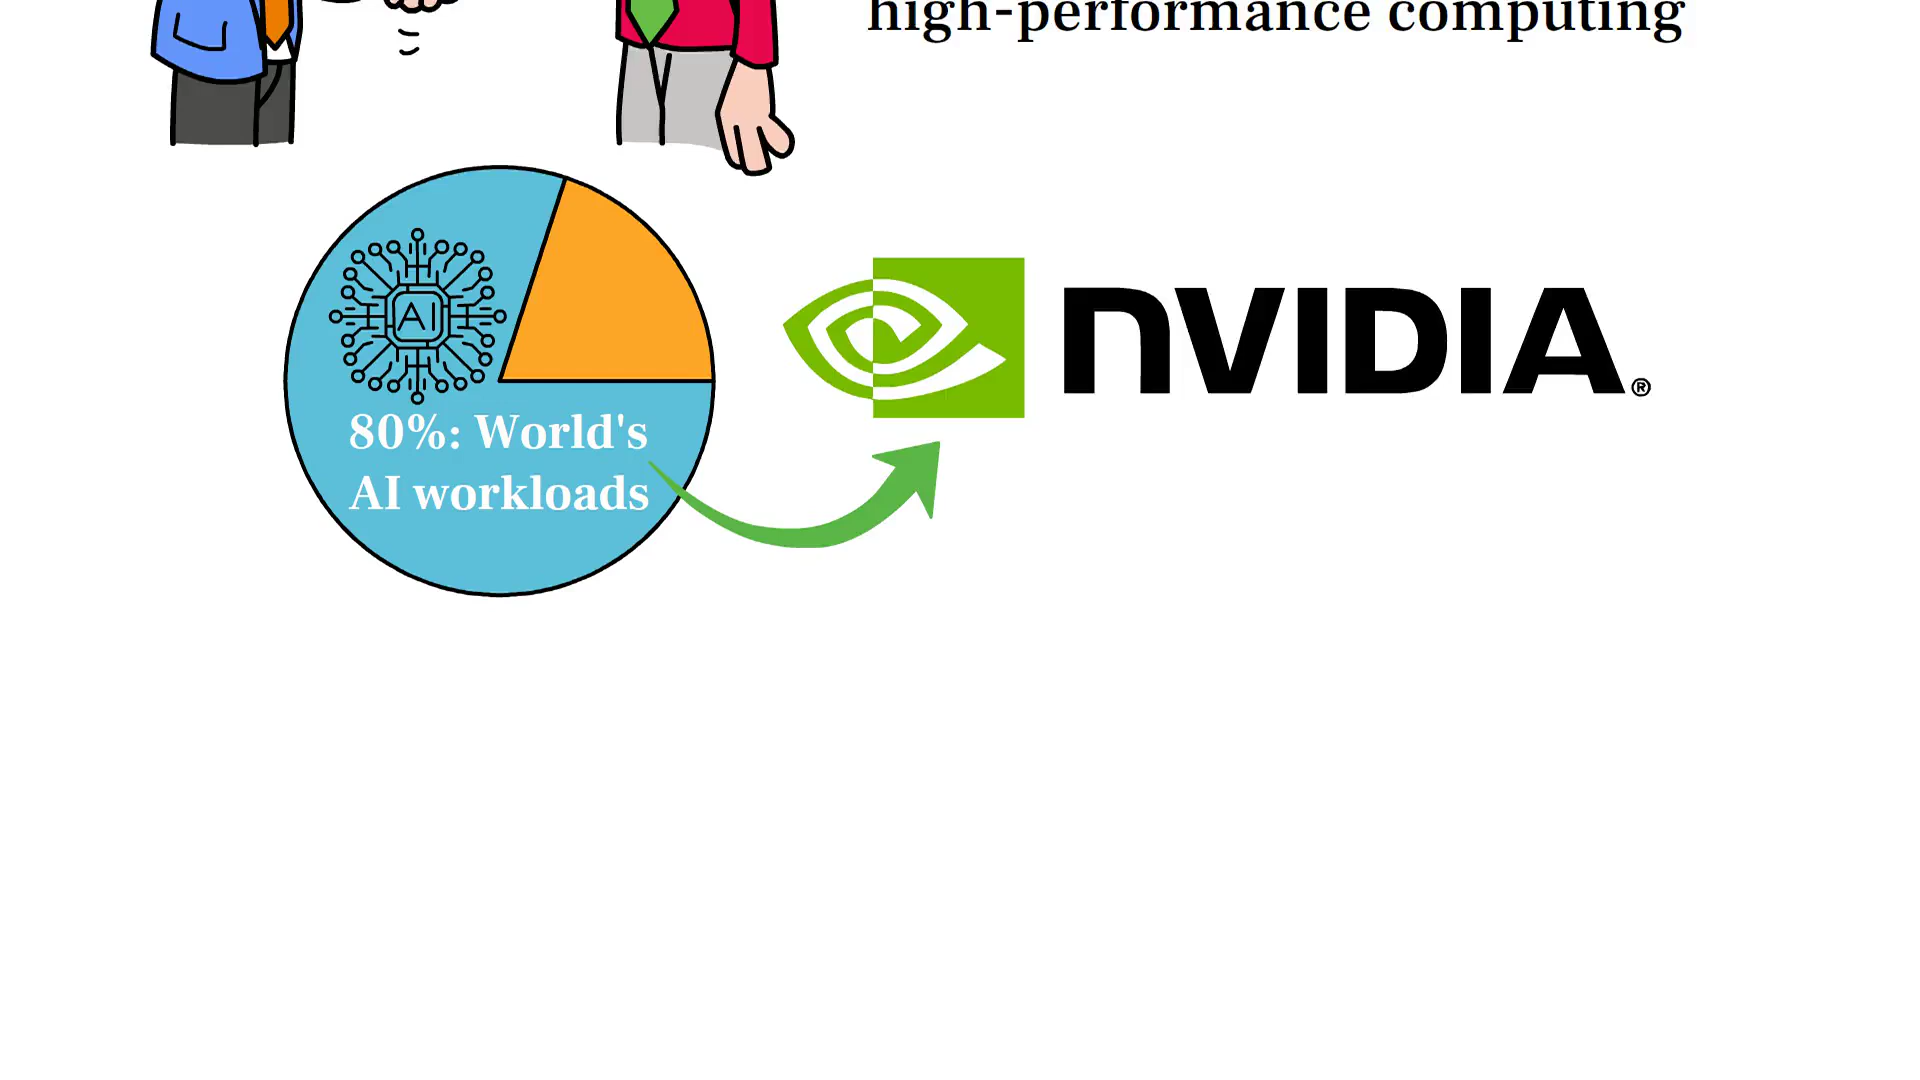 high-performance computing
AI
80%: World's
AI workloads
NVIDIA®